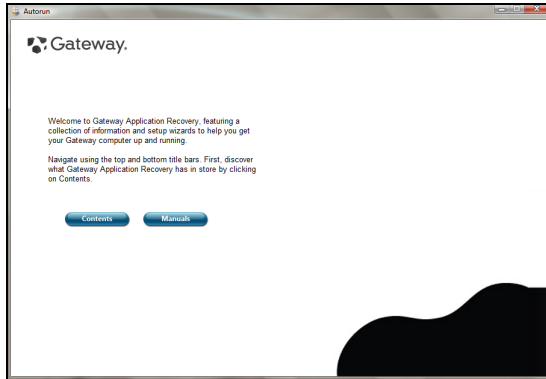 Autorun
Gateway.
Welcome to Gateway Application Recovery, featuring a
collection of information and setup wizards to help you get
your Gateway computer up and running.
Navigate using the top and bottom title bars. First, discover
what Gateway Application Recovery has in store by clicking
on Contents.
Contents
Manuals